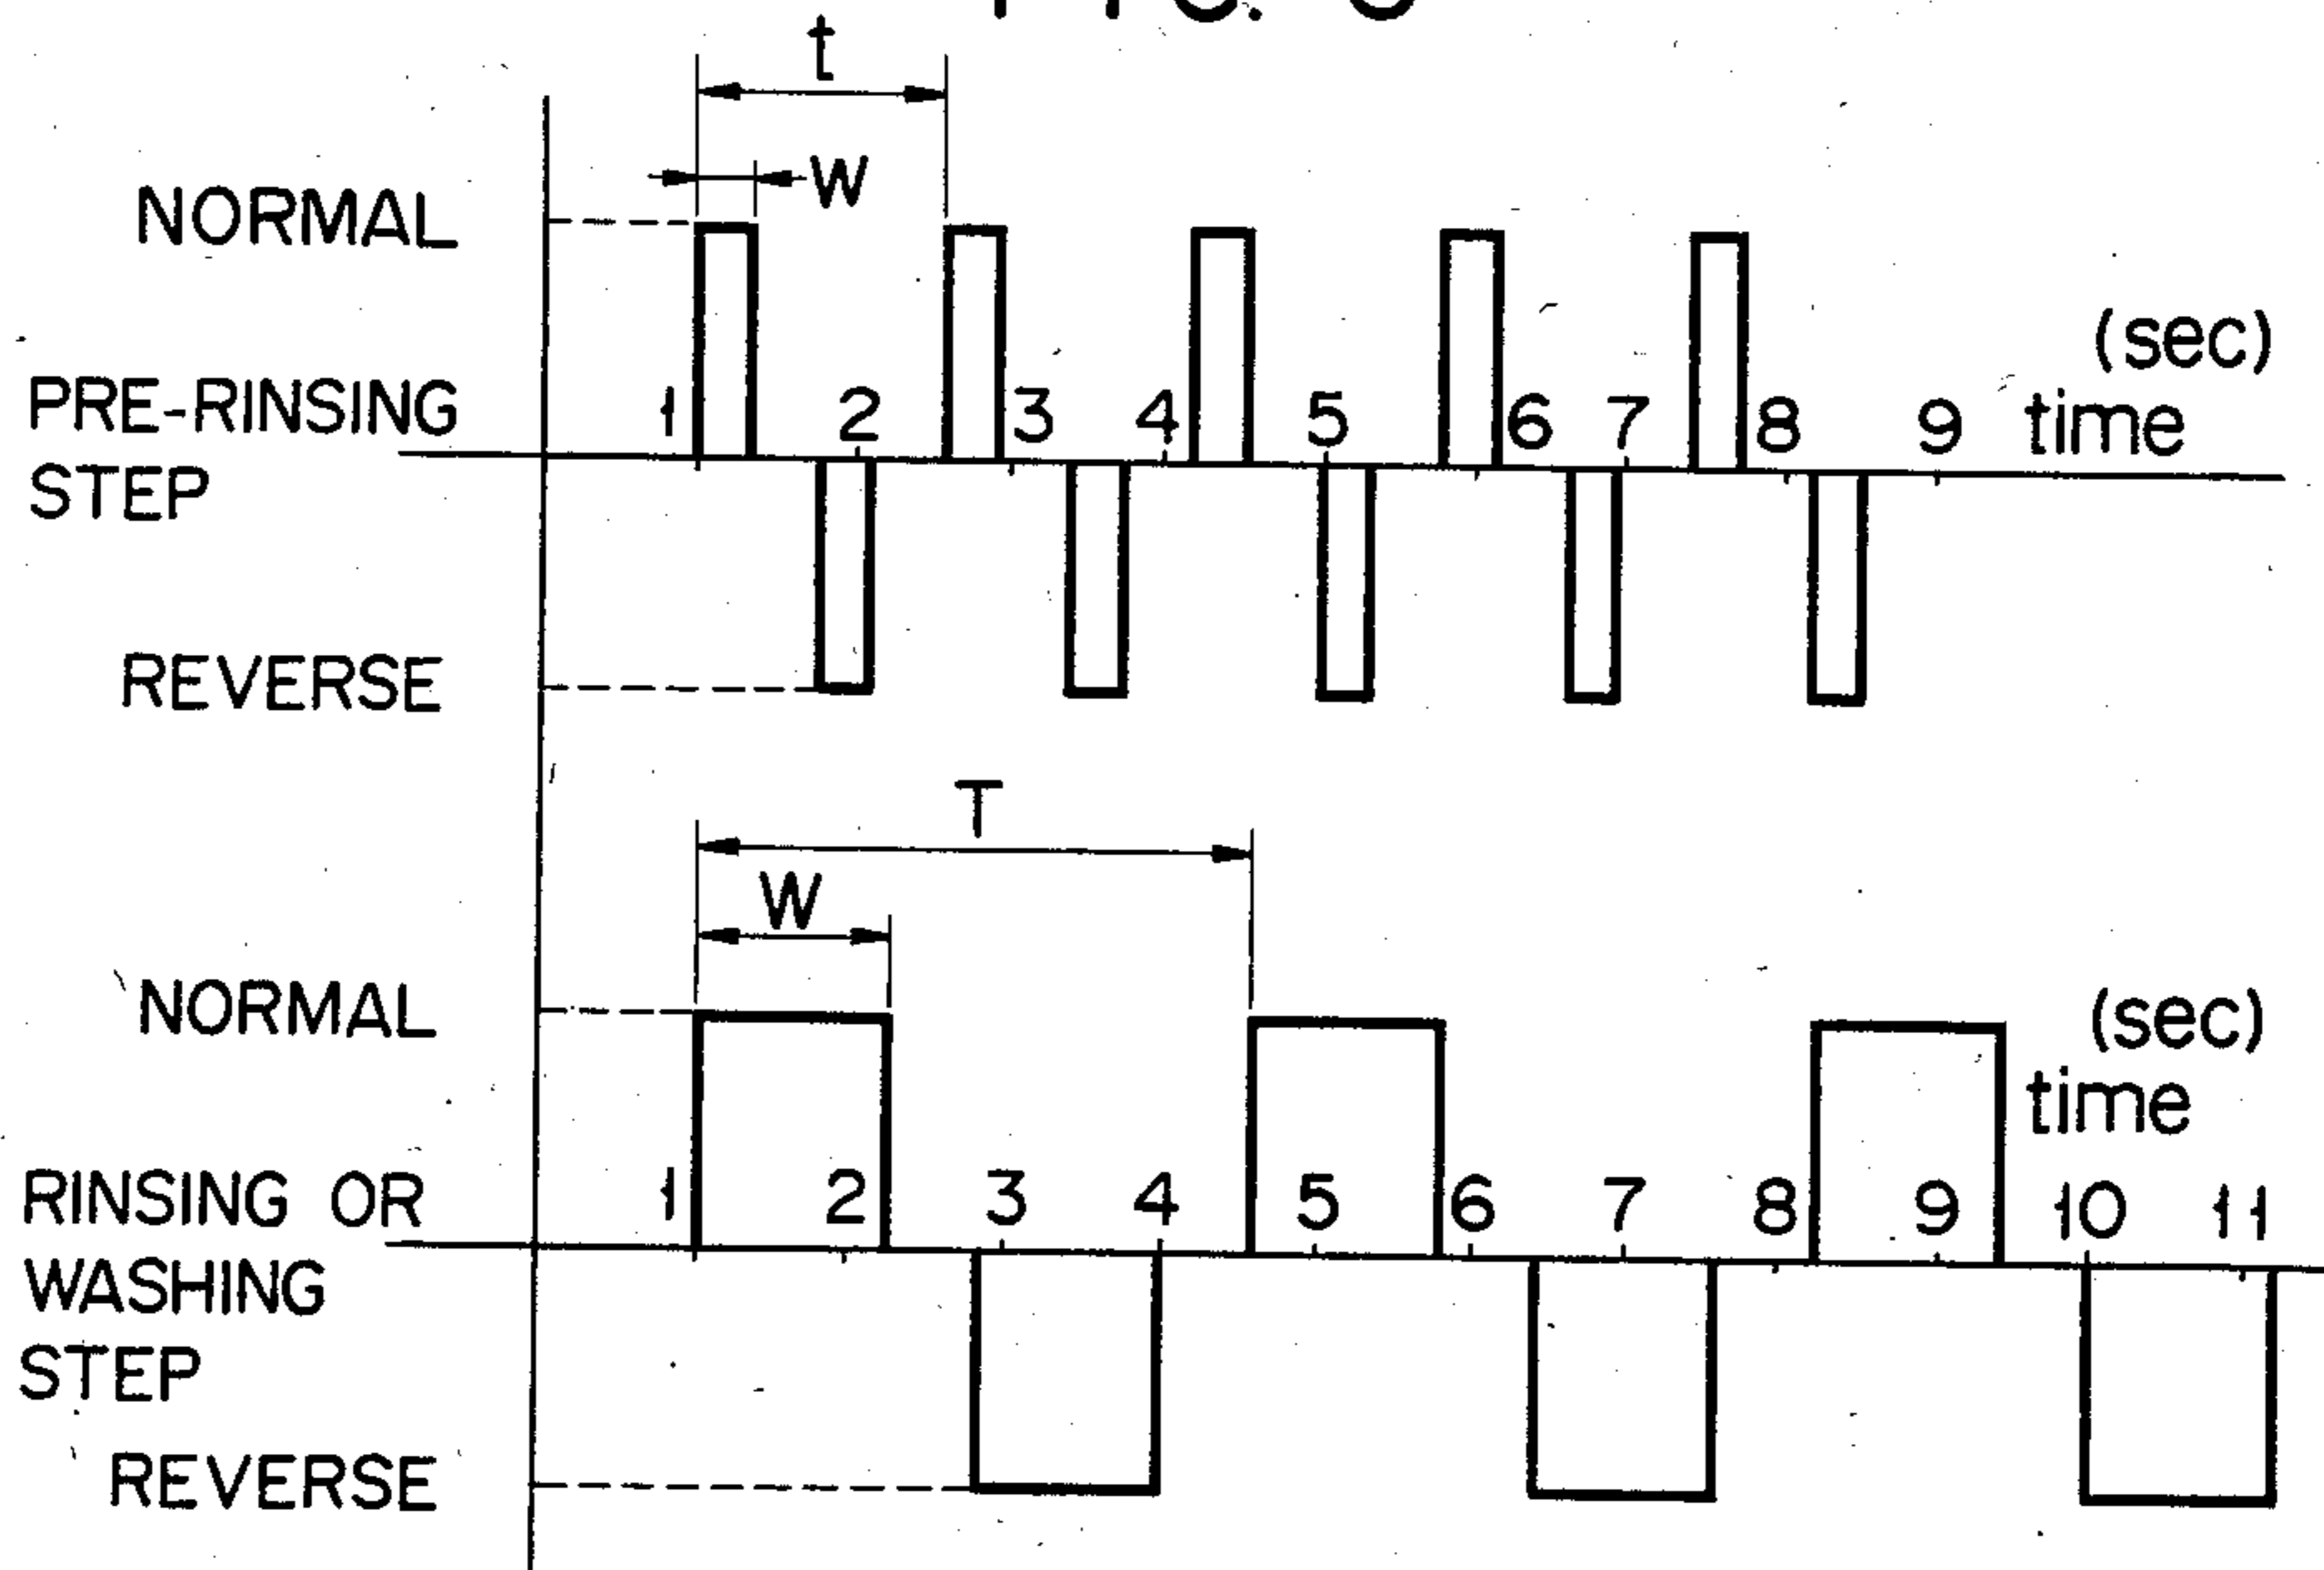 t
W
NORMAL
(sec)
PRE-RINSING 1 2 3 4 5 6 7 8 9 time
STEP
REVERSE
T
W
NORMAL
(sec)
time
RINSING OR 1 2 3 4 5 6 7 8 9 10 11
WASHING
STEP
REVERSE